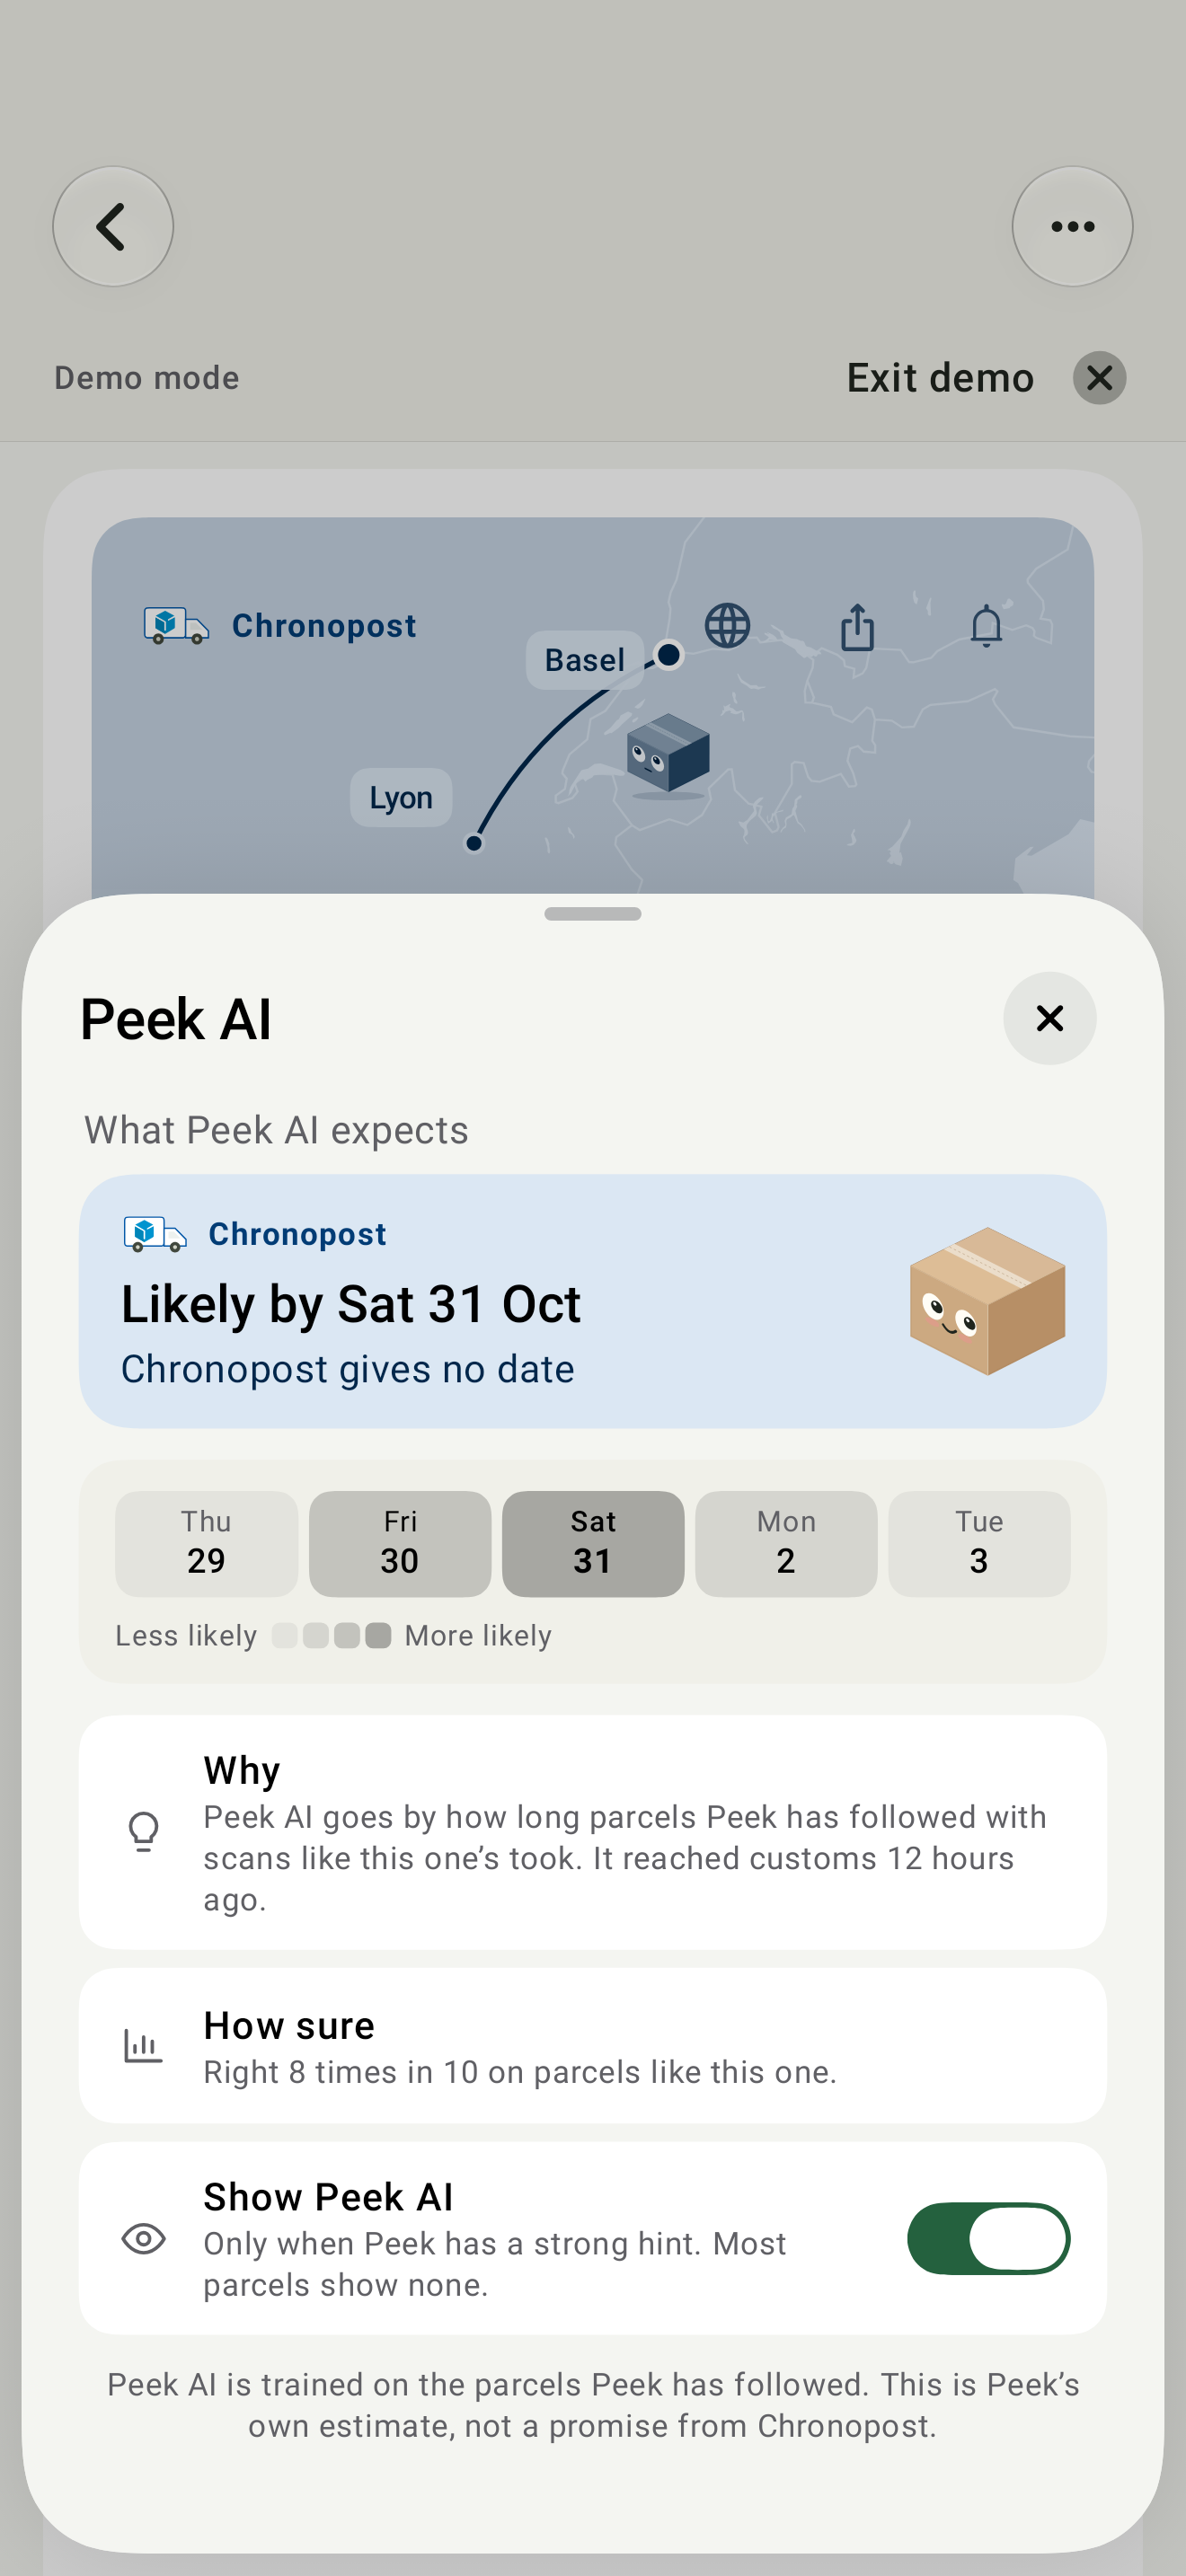 Demo mode
Exit demo
Chronopost
Basel
Lyon
Peek AI
What Peek AI expects
Chronopost
Likely by Sat 31 Oct
Chronopost gives no date
Thu Fri Sat Mon Tue
29 30 31 2 3
Less likely More likely
Why
Peek AI goes by how long parcels Peek has followed with
scans like this one’s took. It reached customs 12 hours
ago.
How sure
Right 8 times in 10 on parcels like this one.
Show Peek AI
Only when Peek has a strong hint. Most
parcels show none.
Peek AI is trained on the parcels Peek has followed. This is Peek’s
own estimate, not a promise from Chronopost.